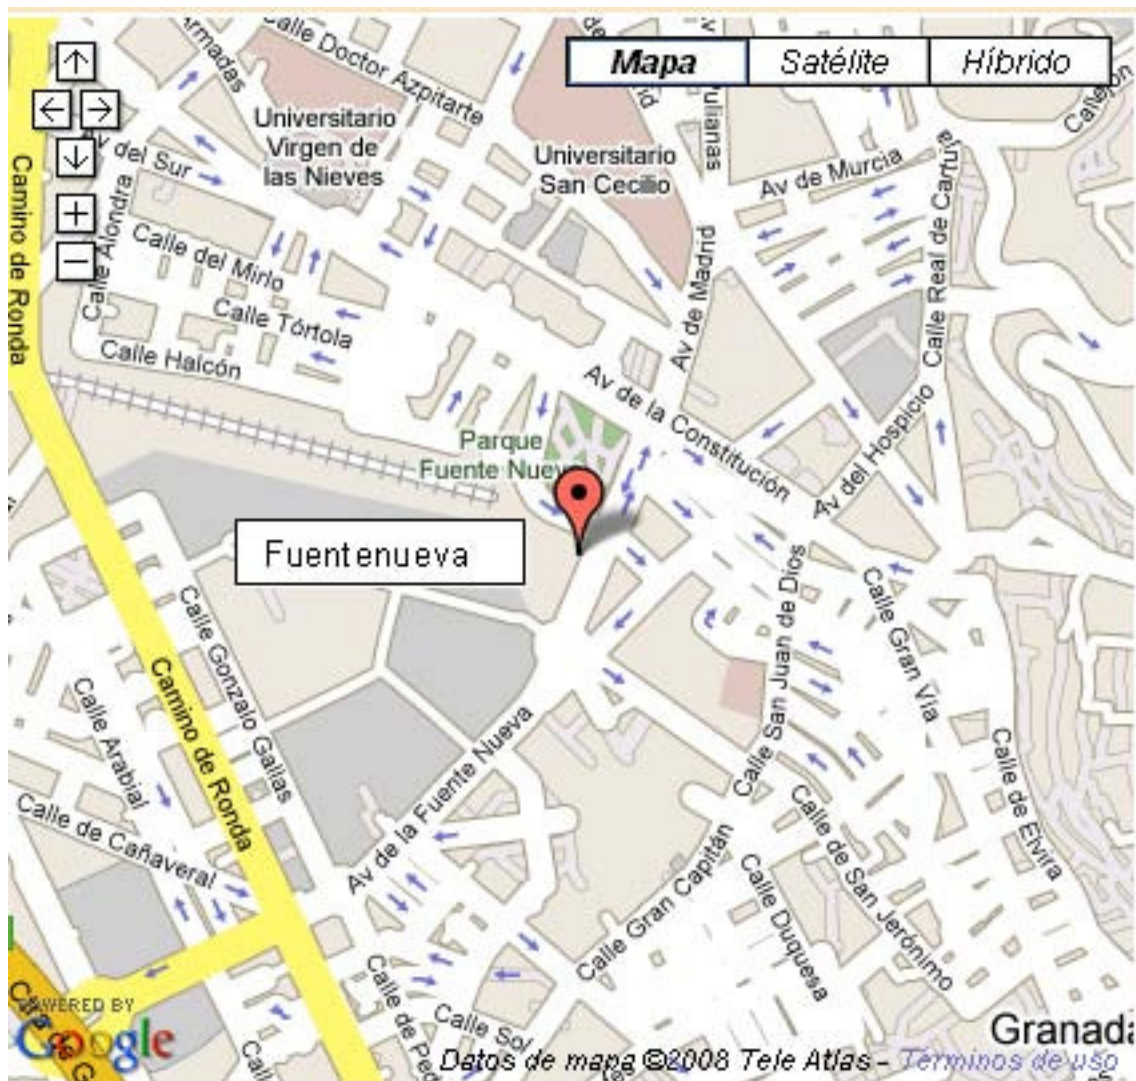 Armadas
Calle Doctor Azpitarte
Mapa
Satélite
Híbrido
Universitario
Virgen de
las Nieves
Universitario
San Cecilio
Av de Murcia
Av del Sur
Camino de Ronda
Calle Alondra
Calle del Mirlo
Calle Tórtola
Calle Halcón
Av de Madrid
Calle Real de Cartuja
Av de la Constitución
Av del Hospicio
Parque
Fuente Nueva
Fuentenueva
Calle San Juan de Dios
Calle Gran Vía
Calle Gonzalo Gallas
Camino de Ronda
Calle Arabial
Calle de Cañaveral
Av de la Fuente Nueva
Calle de Elvira
Calle de San Jerónimo
Calle Gran Capitán
Calle Duquesa
Calle Sol
Calle de Ped
POWERED BY
Google
Granada
Datos de mapa ©2008 Tele Atlas - Términos de uso